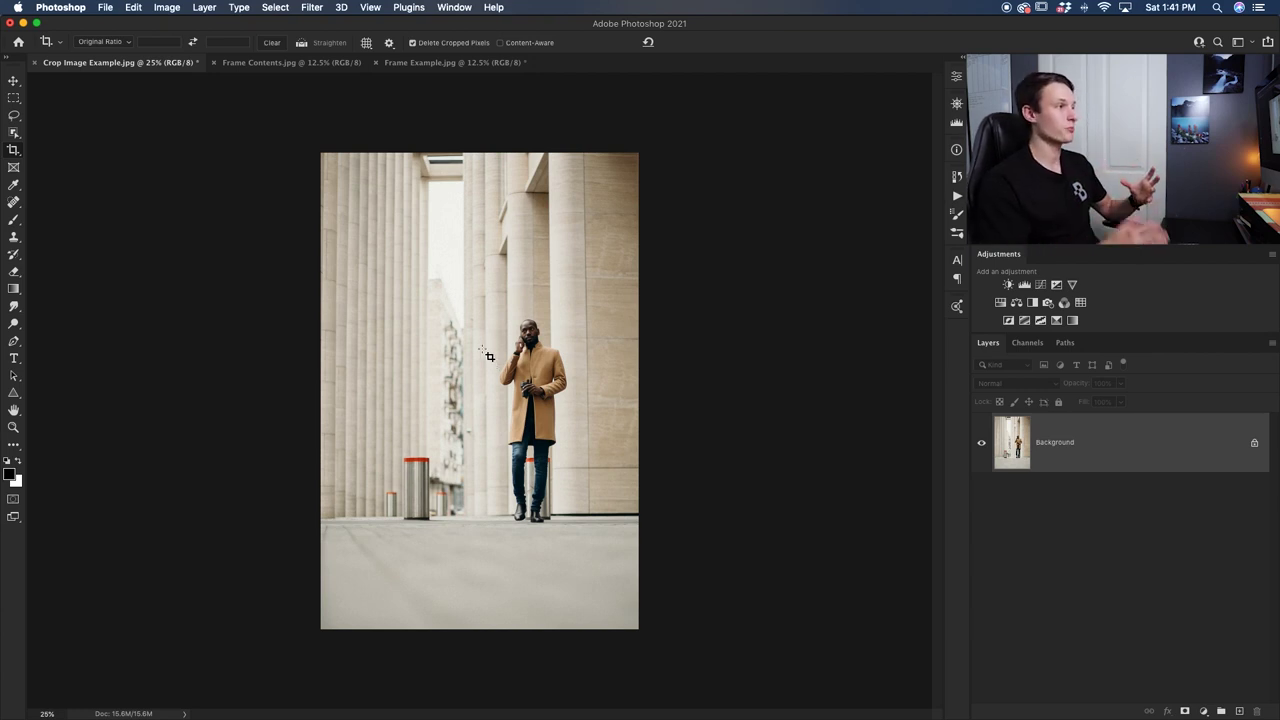 Photoshop File Edit Image Layer Type Select Filter 3D View Plugins Window Help Sat 1:41 PM
Adobe Photoshop 2021
Original Ratio Clear Straighten Delete Cropped Pixels Content-Aware
Crop Image Example.jpg @ 25% (RGB/8) * Frame Contents.jpg @ 12.5% (RGB/8) Frame Example.jpg @ 12.5% (RGB/8) *
Adjustments
Add an adjustment
Layers Channels Paths
Kind
Normal Opacity: 100%
Lock: Fill: 100%
Background
25% Doc: 15.6M/15.6M